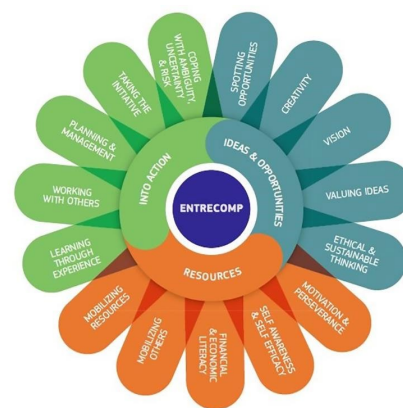 ENTRECOMP
IDEAS & OPPORTUNITIES
RESOURCES
INTO ACTION
SPOTTING
OPPORTUNITIES
CREATIVITY
VISION
VALUING IDEAS
ETHICAL &
SUSTAINABLE
THINKING
MOTIVATION &
PERSEVERANCE
SELF AWARENESS
& SELF EFFICACY
FINANCIAL
& ECONOMIC
LITERACY
MOBILIZING
OTHERS
MOBILIZING
RESOURCES
LEARNING
THROUGH
EXPERIENCE
WORKING
WITH OTHERS
PLANNING &
MANAGEMENT
TAKING THE
INITIATIVE
COPING
WITH AMBIGUITY,
UNCERTAINTY
& RISK